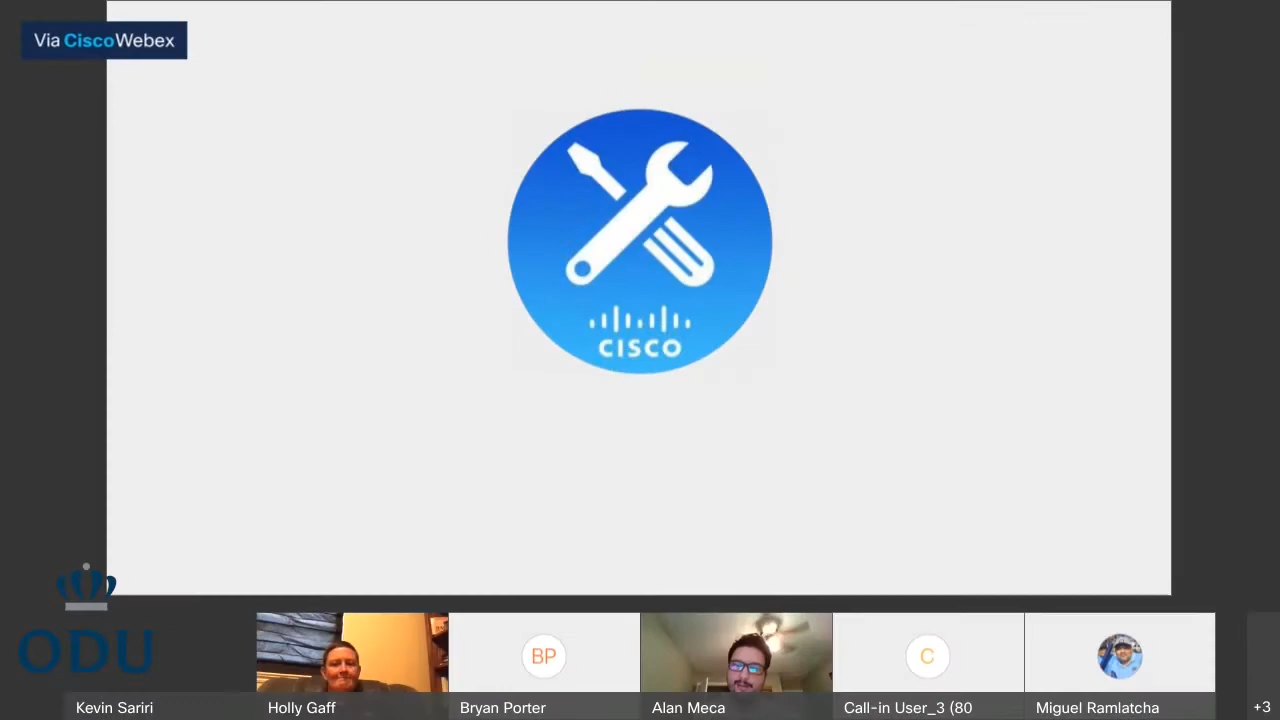 Via CiscoWebex
CISCO
ODU
BP
C
Kevin Sariri
Holly Gaff
Bryan Porter
Alan Meca
Call-in User_3 (80
Miguel Ramlatcha
+3